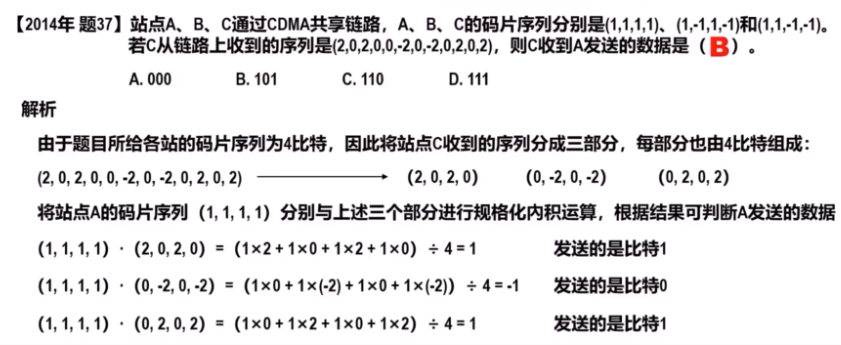 【2014年 题37】站点A、B、C通过CDMA共享链路，A、B、C的码片序列分别是(1,1,1,1)、(1,-1,1,-1)和(1,1,-1,-1)。
若C从链路上收到的序列是(2,0,2,0,0,-2,0,-2,0,2,0,2)，则C收到A发送的数据是（B）。
A. 000 B. 101 C. 110 D. 111
解析
由于题目所给各站的码片序列为4比特，因此将站点C收到的序列分成三部分，每部分也由4比特组成：
(2, 0, 2, 0, 0, -2, 0, -2, 0, 2, 0, 2) （2, 0, 2, 0） （0, -2, 0, -2） （0, 2, 0, 2）
将站点A的码片序列（1, 1, 1, 1）分别与上述三个部分进行规格化内积运算，根据结果可判断A发送的数据
（1, 1, 1, 1）·（2, 0, 2, 0）=（1×2 + 1×0 + 1×2 + 1×0）÷ 4 = 1 发送的是比特1
（1, 1, 1, 1）·（0, -2, 0, -2）=（1×0 + 1×(-2) + 1×0 + 1×(-2)）÷ 4 = -1 发送的是比特0
（1, 1, 1, 1）·（0, 2, 0, 2）=（1×0 + 1×2 + 1×0 + 1×2）÷ 4 = 1 发送的是比特1